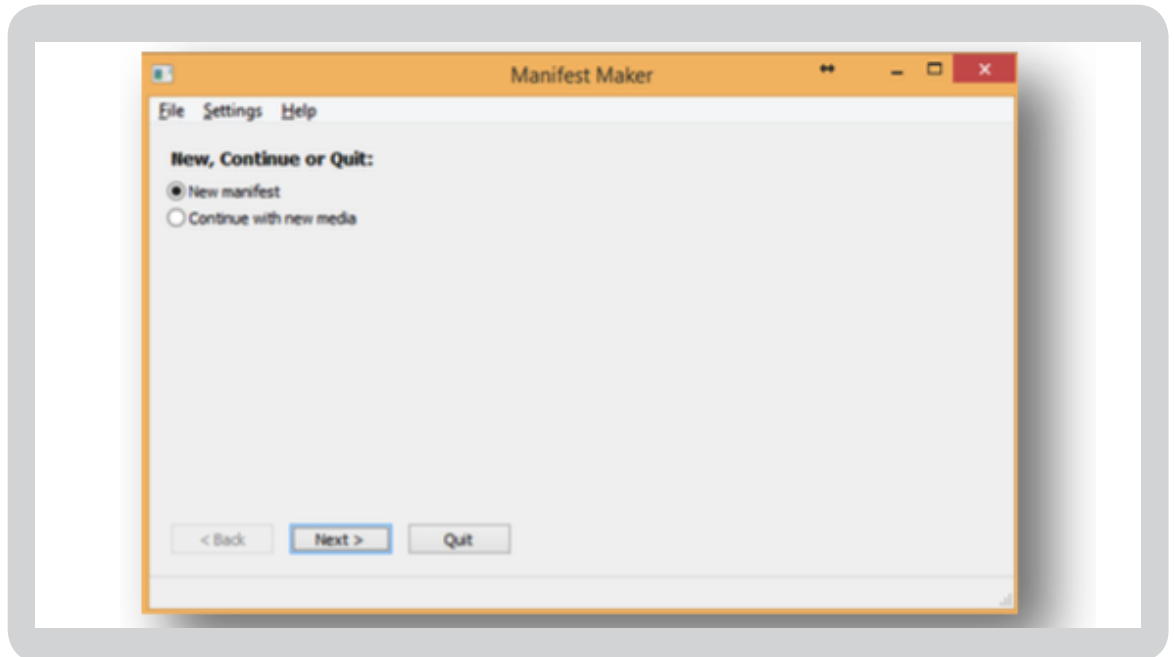 Manifest Maker
File Settings Help
New, Continue or Quit:
New manifest
Continue with new media
< Back Next > Quit